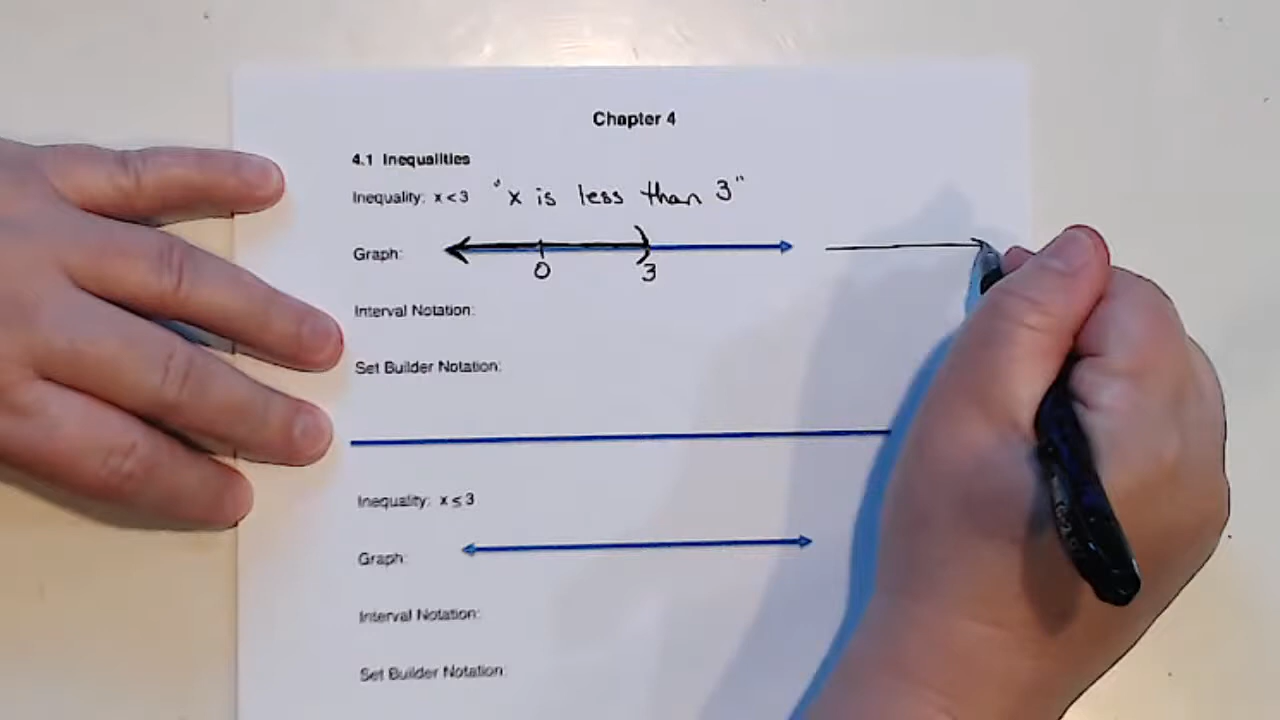 Chapter 4
4.1 Inequalities
Inequality: x < 3 "x is less than 3"
Graph:
0 3
Interval Notation:
Set Builder Notation:
Inequality: x ≤ 3
Graph:
Interval Notation:
Set Builder Notation: